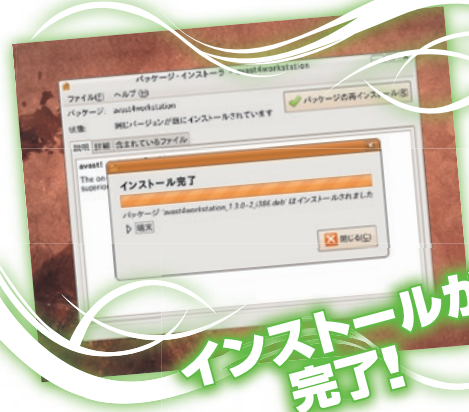 パッケージ・インストーラ - avast4workstation
ファイル(F) ヘルプ(H)
パッケージ: avast4workstation
状態: 同じバージョンが既にインストールされています
パッケージの再インストール(R)
説明 詳細 含まれているファイル
avast!
The on
superio
インストール完了
パッケージ 'avast4workstation_1.3.0-2_i386.deb' はインストールされました
端末
閉じる(C)
インストールが
完了!